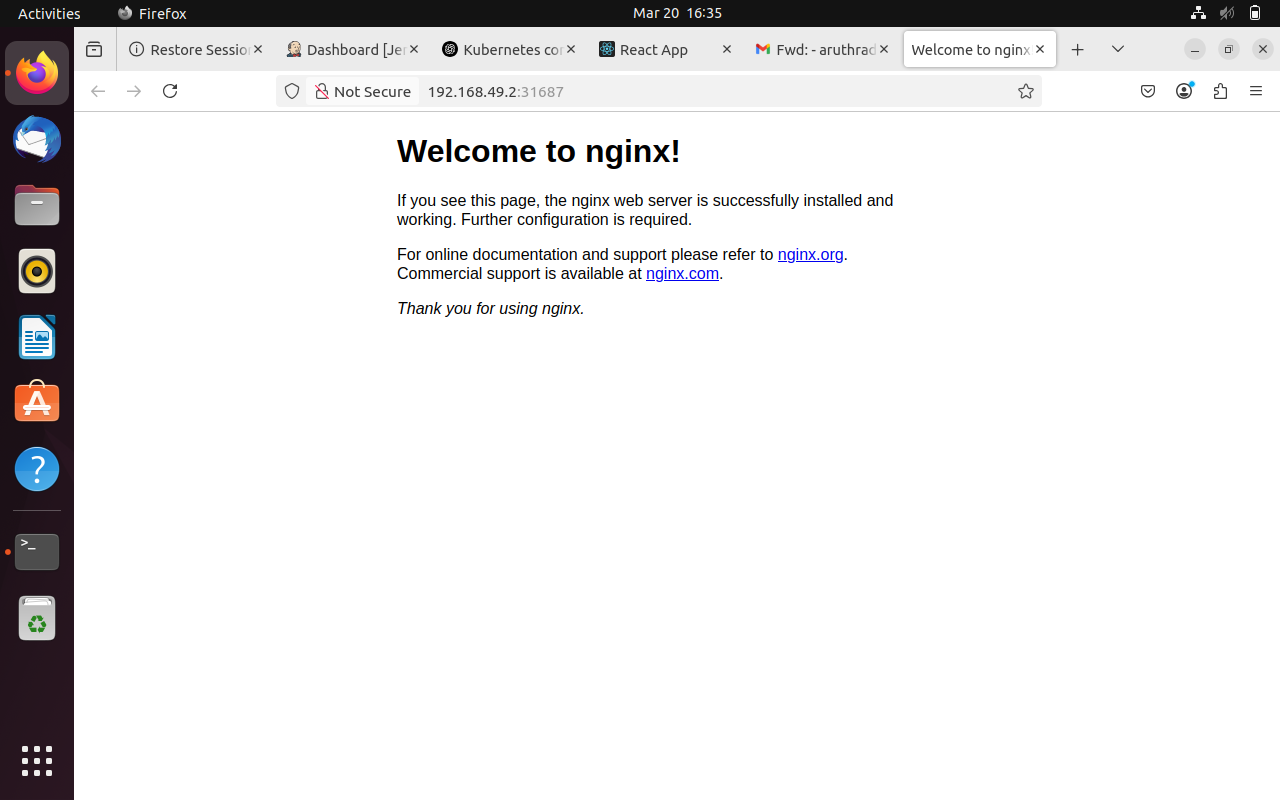 Activities
Firefox
Mar 20 16:35
Restore Sessio
Dashboard [Je
Kubernetes co
React App
Fwd: - aruthrad
Welcome to nginx
Not Secure
192.168.49.2:31687
Welcome to nginx!
If you see this page, the nginx web server is successfully installed and
working. Further configuration is required.
For online documentation and support please refer to nginx.org.
Commercial support is available at nginx.com.
Thank you for using nginx.